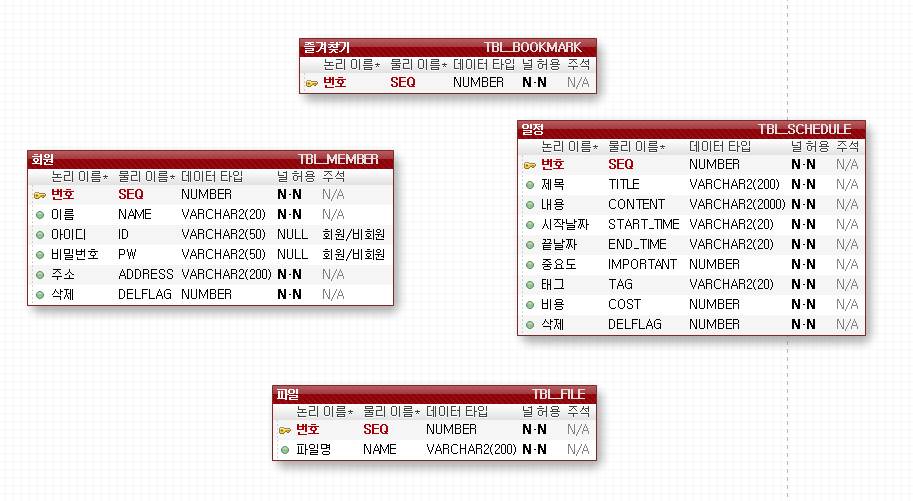 즐겨찾기 TBL_BOOKMARK
논리 이름* 물리 이름* 데이터 타입 널 허용 주석
번호 SEQ NUMBER N-N N/A
회원 TBL_MEMBER
논리 이름* 물리 이름* 데이터 타입 널 허용 주석
번호 SEQ NUMBER N-N N/A
이름 NAME VARCHAR2(20) N-N N/A
아이디 ID VARCHAR2(50) NULL 회원/비회원
비밀번호 PW VARCHAR2(50) NULL 회원/비회원
주소 ADDRESS VARCHAR2(200) N-N N/A
삭제 DELFLAG NUMBER N-N N/A
일정 TBL_SCHEDULE
논리 이름* 물리 이름* 데이터 타입 널 허용 주석
번호 SEQ NUMBER N-N N/A
제목 TITLE VARCHAR2(200) N-N N/A
내용 CONTENT VARCHAR2(2000) N-N N/A
시작날짜 START_TIME VARCHAR2(20) N-N N/A
끝날짜 END_TIME VARCHAR2(20) N-N N/A
중요도 IMPORTANT NUMBER N-N N/A
태그 TAG VARCHAR2(20) N-N N/A
비용 COST NUMBER N-N N/A
삭제 DELFLAG NUMBER N-N N/A
파일 TBL_FILE
논리 이름* 물리 이름* 데이터 타입 널 허용 주석
번호 SEQ NUMBER N-N N/A
파일명 NAME VARCHAR2(200) N-N N/A